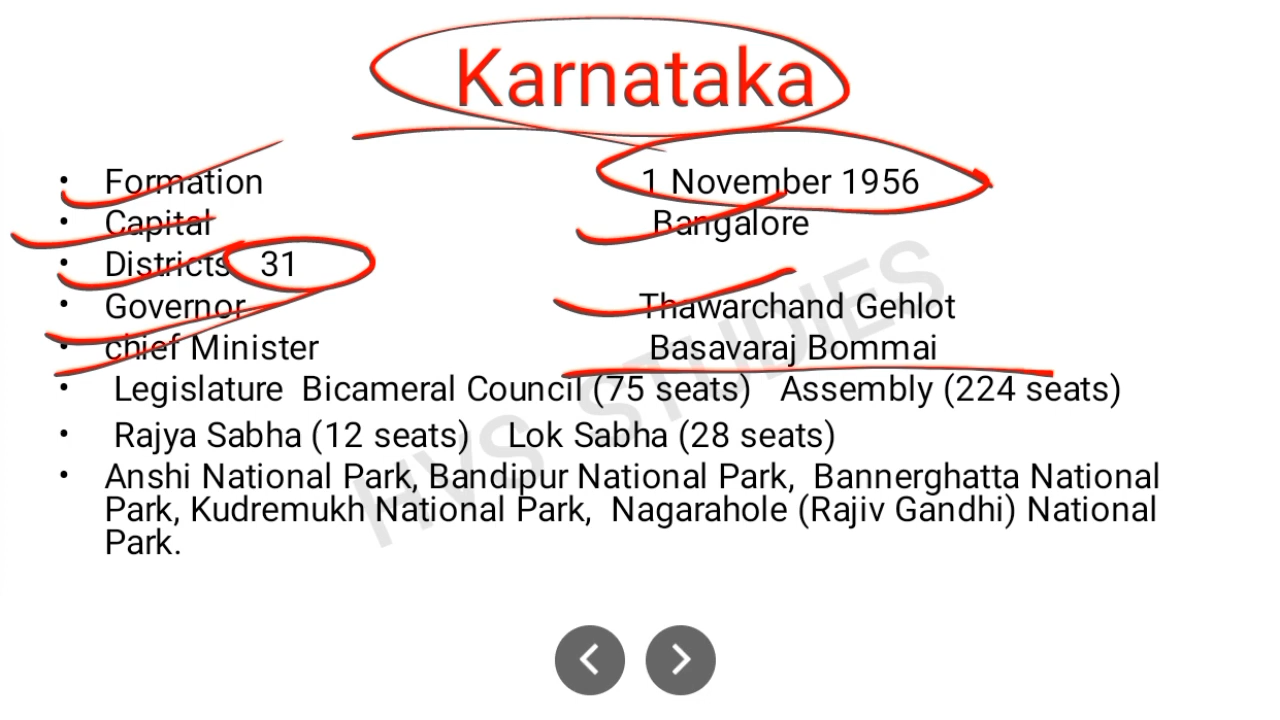 Karnataka
• Formation 1 November 1956
• Capital Bangalore
• Districts 31
• Governor Thawarchand Gehlot
• chief Minister Basavaraj Bommai
• Legislature Bicameral Council (75 seats) Assembly (224 seats)
• Rajya Sabha (12 seats) Lok Sabha (28 seats)
• Anshi National Park, Bandipur National Park, Bannerghatta National
Park, Kudremukh National Park, Nagarahole (Rajiv Gandhi) National
Park.
HVS STUDIES